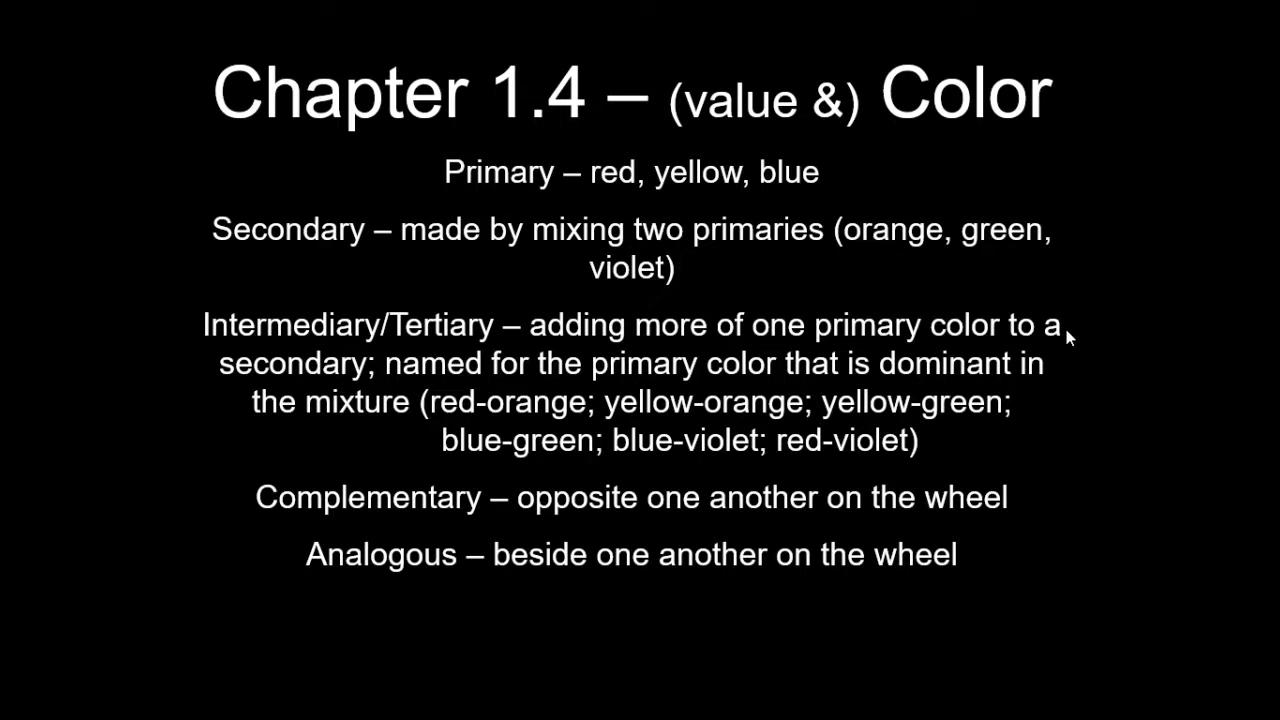 Chapter 1.4 – (value &) Color
Primary – red, yellow, blue
Secondary – made by mixing two primaries (orange, green,
violet)
Intermediary/Tertiary – adding more of one primary color to a
secondary; named for the primary color that is dominant in
the mixture (red-orange; yellow-orange; yellow-green;
blue-green; blue-violet; red-violet)
Complementary – opposite one another on the wheel
Analogous – beside one another on the wheel